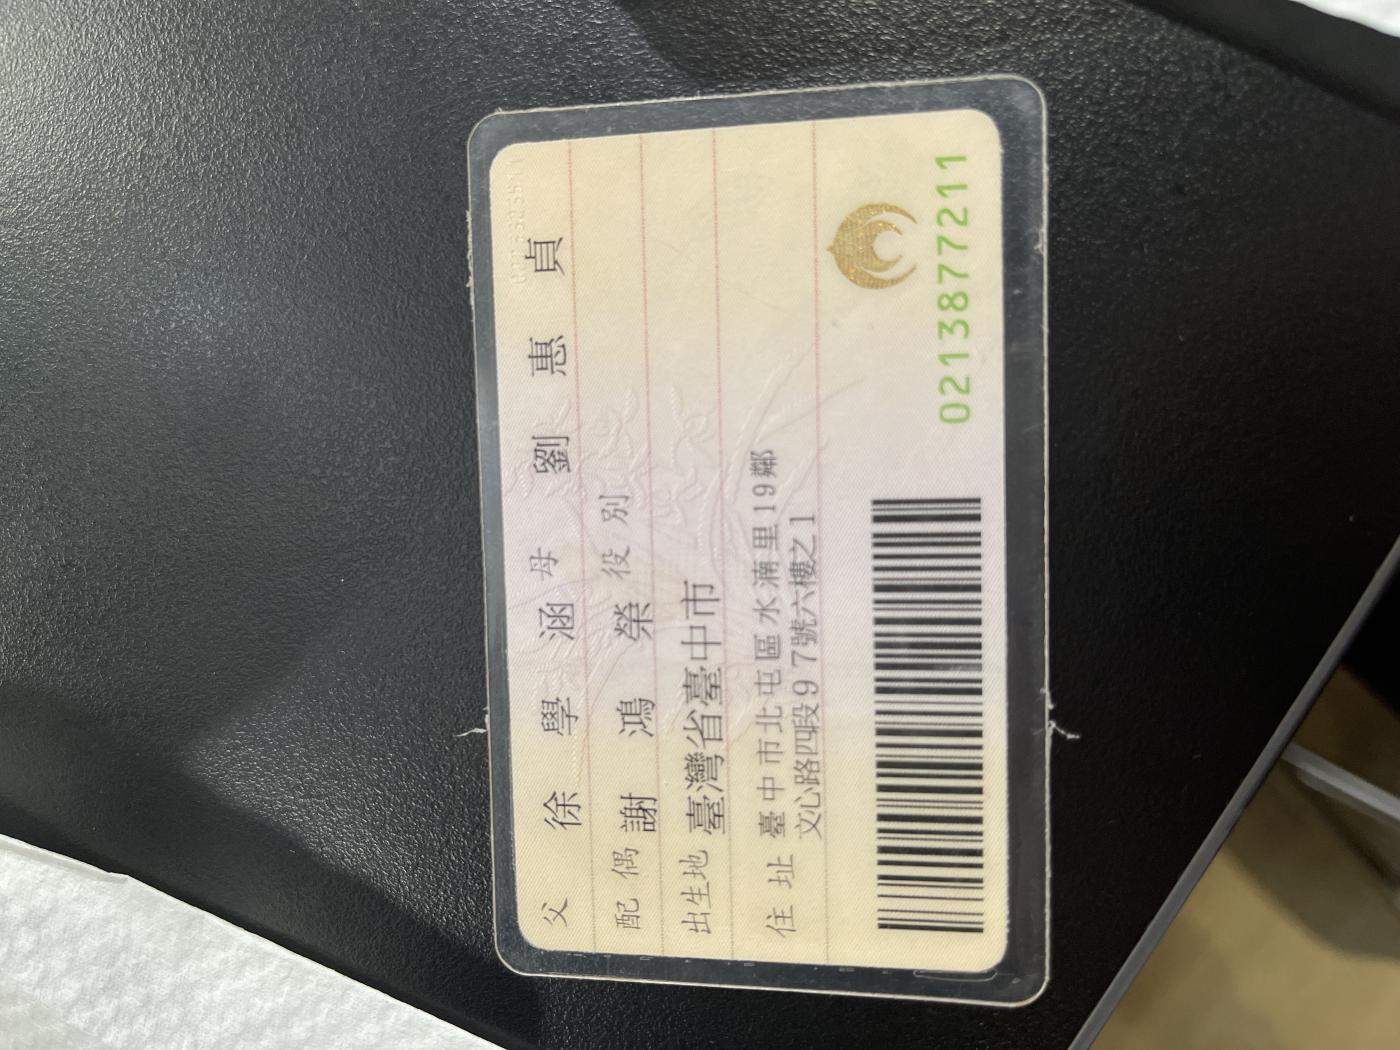 父 徐學涵 母 劉惠貞
配偶 謝鴻榮 役別
出生地 臺灣省臺中市
住址 臺中市北屯區水湳里19鄰
文心路四段97號六樓之1
0213877211